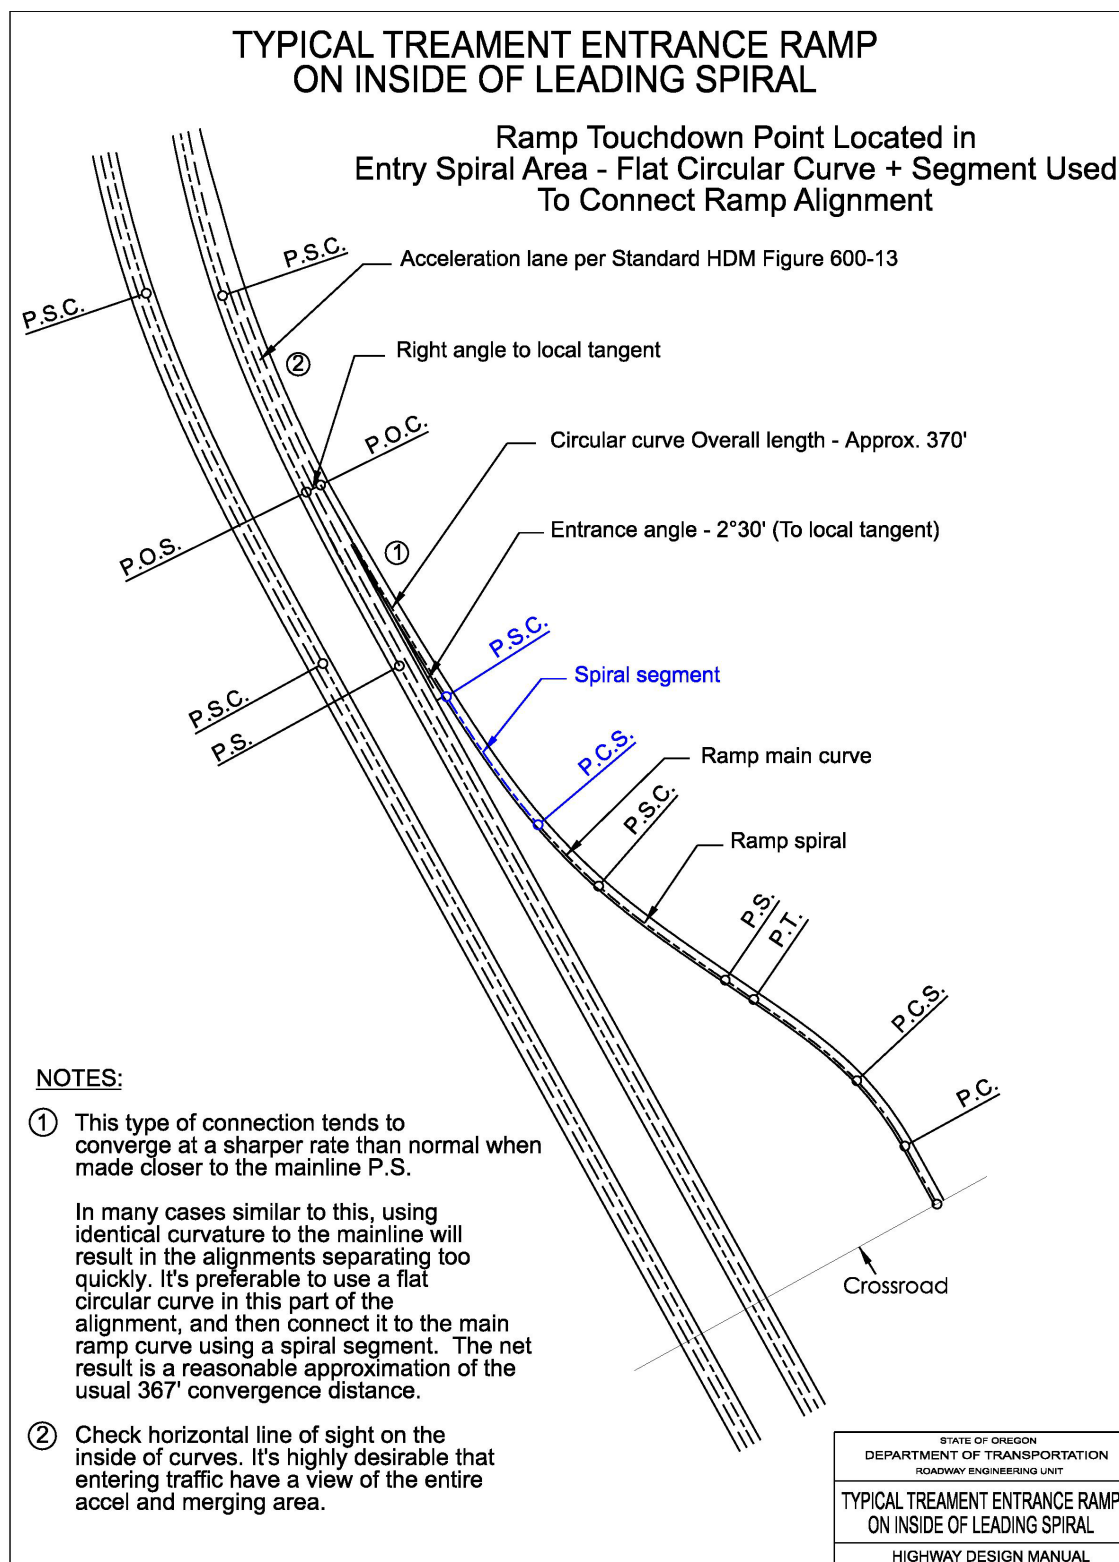 TYPICAL TREAMENT ENTRANCE RAMP
ON INSIDE OF LEADING SPIRAL
Ramp Touchdown Point Located in
Entry Spiral Area - Flat Circular Curve + Segment Used
To Connect Ramp Alignment
P.S.C.
P.S.C.
Acceleration lane per Standard HDM Figure 600-13
2
Right angle to local tangent
P.O.C.
Circular curve Overall length - Approx. 370'
P.O.S.
1
Entrance angle - 2°30' (To local tangent)
P.S.C.
Spiral segment
P.S.C.
P.S.
P.C.S.
Ramp main curve
P.S.C.
Ramp spiral
P.S.
P.T.
P.C.S.
P.C.
Crossroad
NOTES:
1 This type of connection tends to
converge at a sharper rate than normal when
made closer to the mainline P.S.
In many cases similar to this, using
identical curvature to the mainline will
result in the alignments separating too
quickly. It's preferable to use a flat
circular curve in this part of the
alignment, and then connect it to the main
ramp curve using a spiral segment. The net
result is a reasonable approximation of the
usual 367' convergence distance.
2 Check horizontal line of sight on the
inside of curves. It's highly desirable that
entering traffic have a view of the entire
accel and merging area.
STATE OF OREGON
DEPARTMENT OF TRANSPORTATION
ROADWAY ENGINEERING UNIT
TYPICAL TREAMENT ENTRANCE RAMP
ON INSIDE OF LEADING SPIRAL
HIGHWAY DESIGN MANUAL